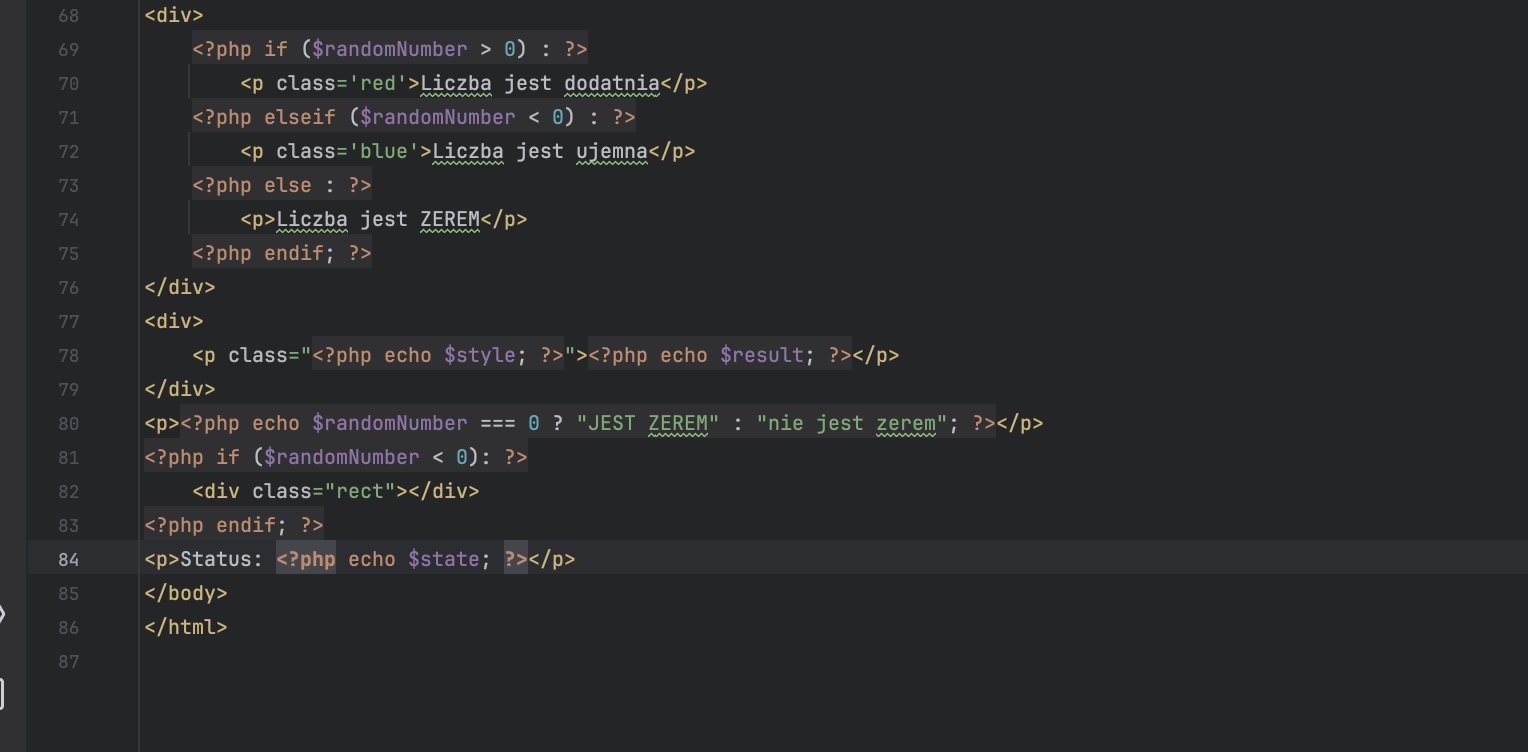 68 <div>
69     <?php if ($randomNumber > 0) : ?>
70         <p class='red'>Liczba jest dodatnia</p>
71     <?php elseif ($randomNumber < 0) : ?>
72         <p class='blue'>Liczba jest ujemna</p>
73     <?php else : ?>
74         <p>Liczba jest ZEREM</p>
75     <?php endif; ?>
76 </div>
77 <div>
78     <p class="<?php echo $style; ?>"><?php echo $result; ?></p>
79 </div>
80 <p><?php echo $randomNumber === 0 ? "JEST ZEREM" : "nie jest zerem"; ?></p>
81 <?php if ($randomNumber < 0): ?>
82     <div class="rect"></div>
83 <?php endif; ?>
84 <p>Status: <?php echo $state; ?></p>
85 </body>
86 </html>
87